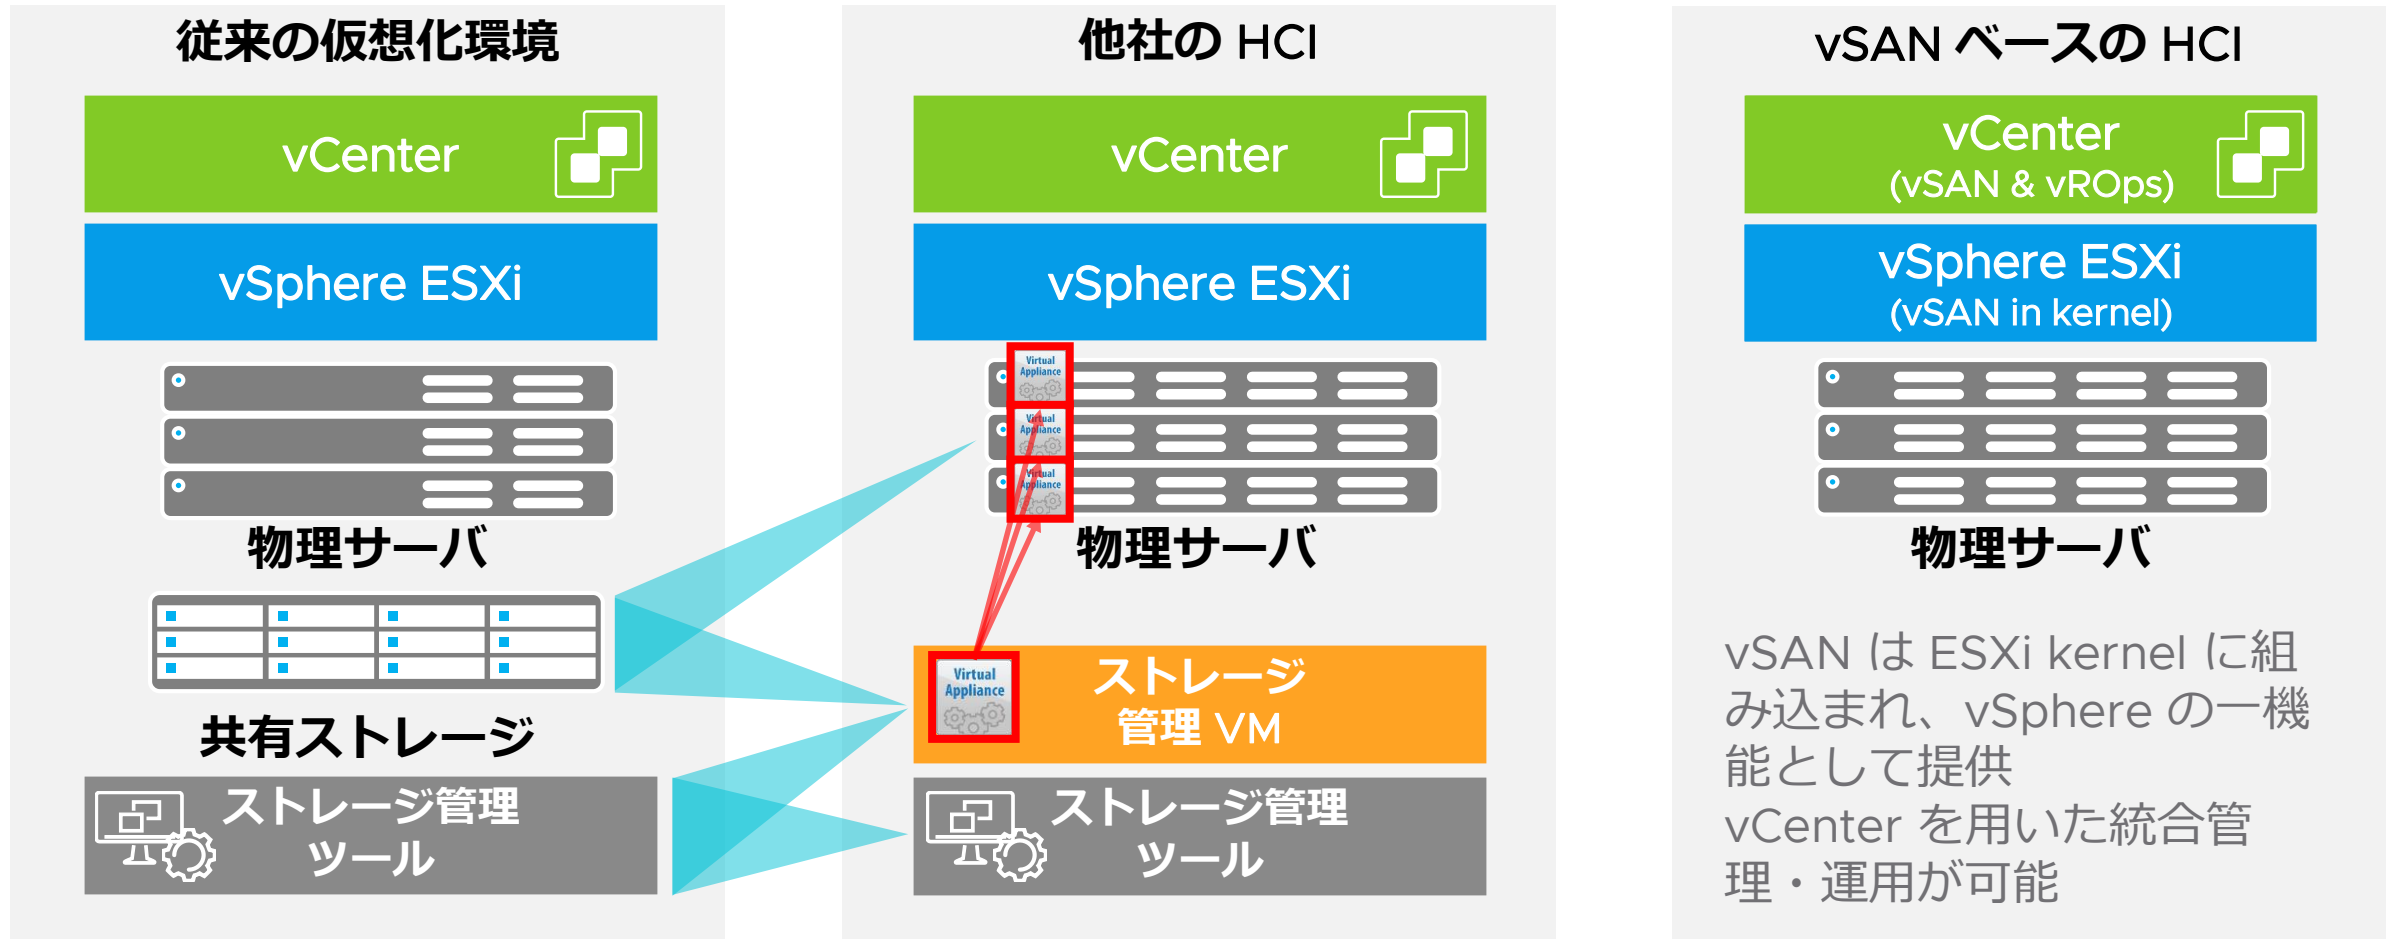 従来の仮想化環境
vCenter
vSphere ESXi
物理サーバ
共有ストレージ
ストレージ管理
ツール
他社の HCI
vCenter
vSphere ESXi
Virtual
Appliance
Virtual
Appliance
Virtual
Appliance
物理サーバ
Virtual
Appliance
ストレージ
管理 VM
ストレージ管理
ツール
vSAN ベースの HCI
vCenter
(vSAN & vROps)
vSphere ESXi
(vSAN in kernel)
物理サーバ
vSAN は ESXi kernel に組
み込まれ、vSphere の一機
能として提供
vCenter を用いた統合管
理・運用が可能